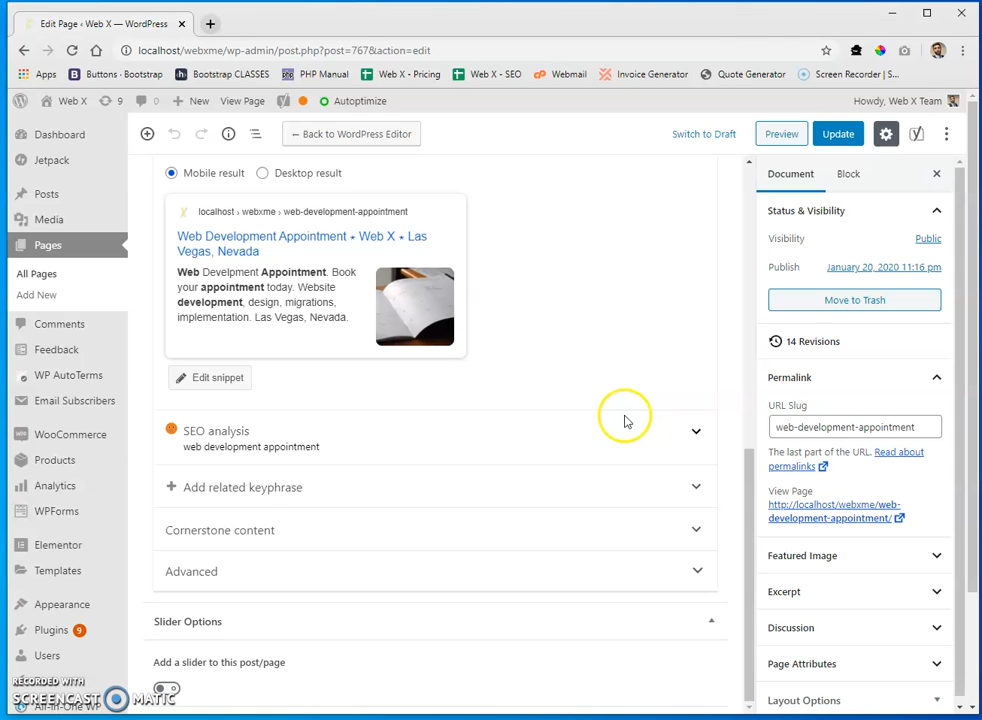 Edit Page ‹ Web X — WordPress
localhost/webxme/wp-admin/post.php?post=767&action=edit
Apps
Buttons · Bootstrap
Bootstrap CLASSES
PHP Manual
Web X - Pricing
Web X - SEO
Webmail
Invoice Generator
Quote Generator
Screen Recorder | S...
Web X
9
0
New
View Page
Autoptimize
Howdy, Web X Team
Dashboard
Jetpack
Posts
Media
Pages
All Pages
Add New
Comments
Feedback
WP AutoTerms
Email Subscribers
WooCommerce
Products
Analytics
WPForms
Elementor
Templates
Appearance
Plugins 9
Users
All-in-One WP
RECORDED WITH
SCREENCAST MATIC
← Back to WordPress Editor
Switch to Draft
Preview
Update
Mobile result
Desktop result
localhost › webxme › web-development-appointment
Web Development Appointment ⋆ Web X ⋆ Las
Vegas, Nevada
Web Develpment Appointment. Book
your appointment today. Website
development, design, migrations,
implementation. Las Vegas, Nevada.
Edit snippet
SEO analysis
web development appointment
Add related keyphrase
Cornerstone content
Advanced
Slider Options
Add a slider to this post/page
Document
Block
Status & Visibility
Visibility
Public
Publish
January 20, 2020 11:16 pm
Move to Trash
14 Revisions
Permalink
URL Slug
web-development-appointment
The last part of the URL. Read about
permalinks
View Page
http://localhost/webxme/web-
development-appointment/
Featured Image
Excerpt
Discussion
Page Attributes
Layout Options